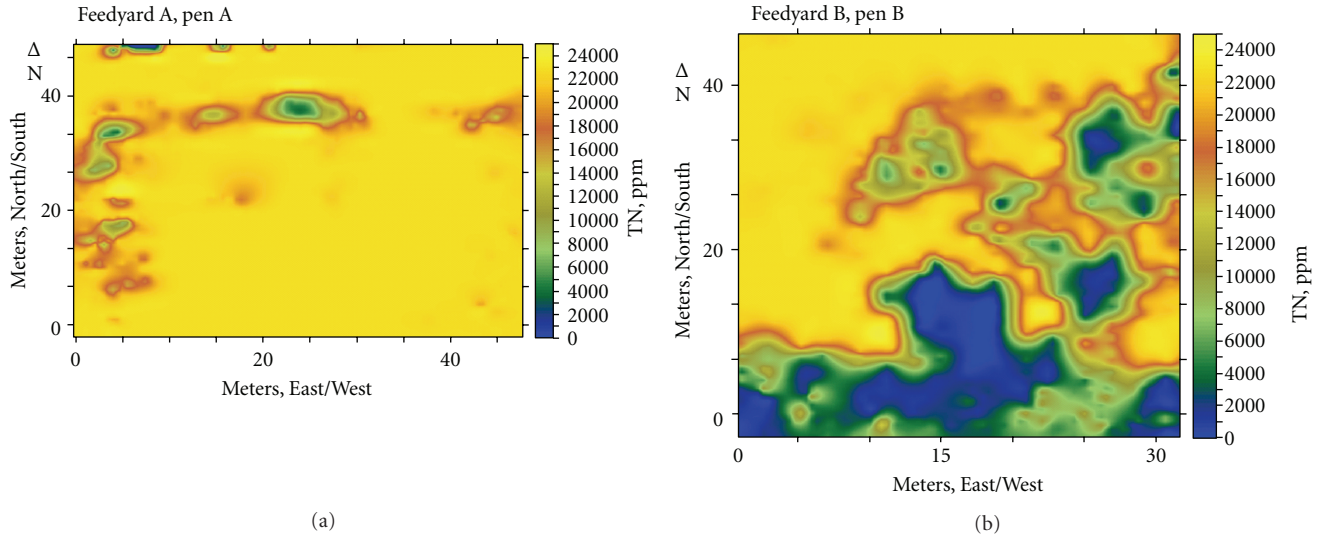 Feedyard A, pen A
Δ
N
40
20
0
Meters, North/South
0
20
40
Meters, East/West
24000
22000
20000
18000
16000
14000
12000
10000
8000
6000
4000
2000
0
TN, ppm
(a)
Feedyard B, pen B
Δ
N
40
20
0
Meters, North/South
0
15
30
Meters, East/West
24000
22000
20000
18000
16000
14000
12000
10000
8000
6000
4000
2000
0
TN, ppm
(b)